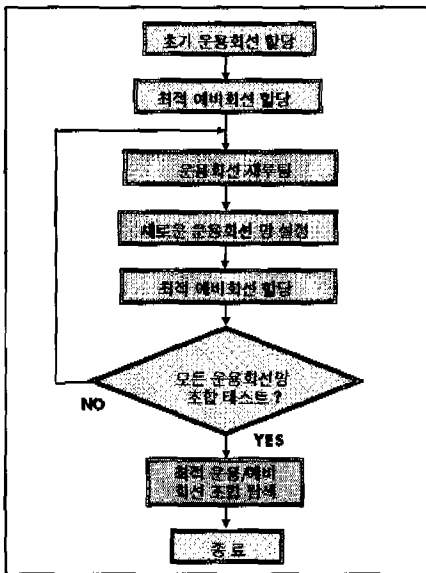 초기 운용회선 할당
최적 예비회선 할당
운용회선 재루팅
새로운 운용회선 망 설정
최적 예비회선 할당
모든 운용회선망
조합 테스트 ?
NO
YES
최적 운용/예비
회선 조합 탐색
종 료